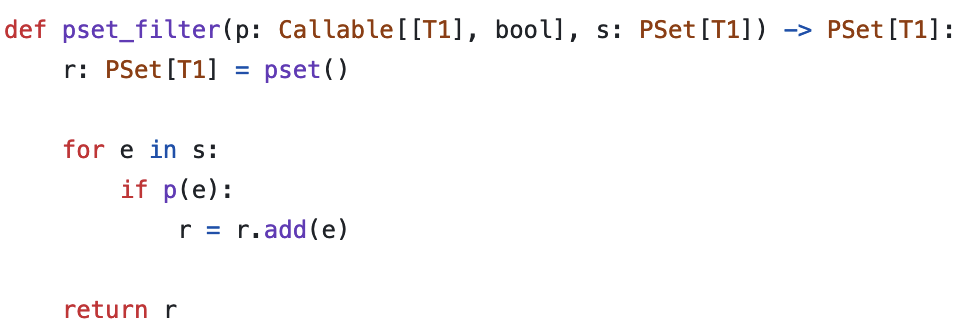 def pset_filter(p: Callable[[T1], bool], s: PSet[T1]) -> PSet[T1]:
    r: PSet[T1] = pset()
    for e in s:
        if p(e):
            r = r.add(e)
    return r